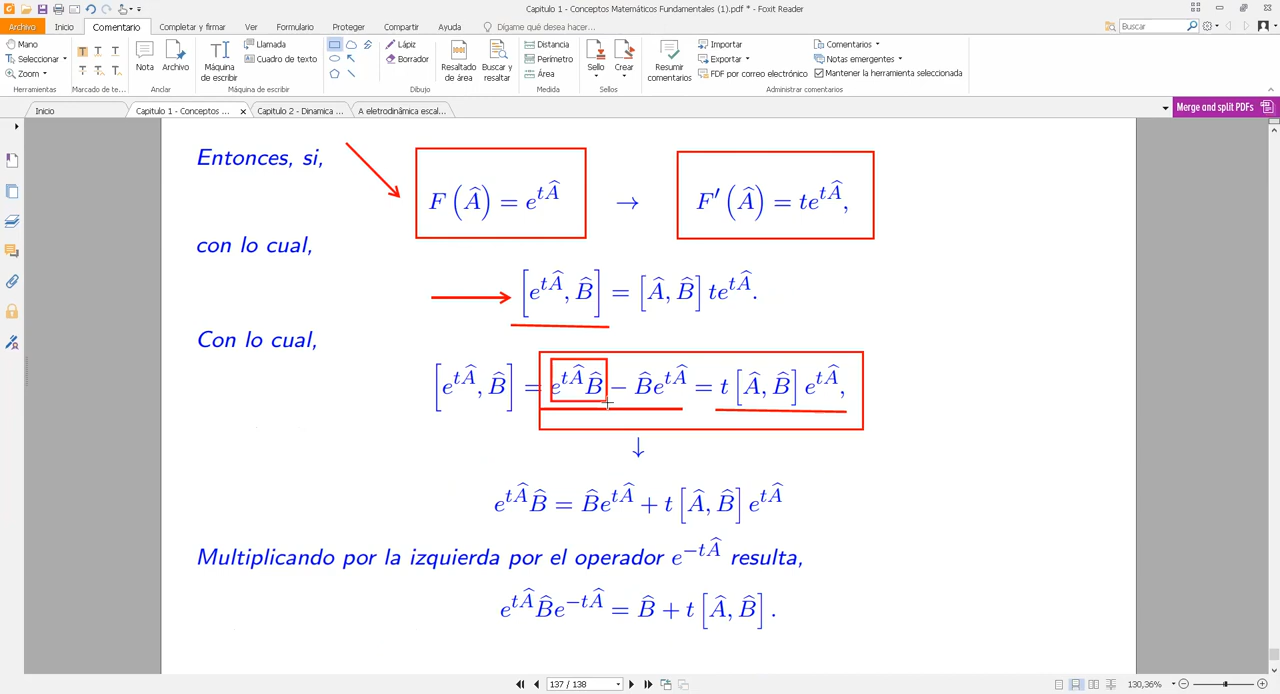 Capitulo 1 - Conceptos Matemáticos Fundamentales (1).pdf * - Foxit Reader
Archivo Inicio Comentario Completar y firmar Ver Formulario Proteger Compartir Ayuda Dígame qué desea hacer... Buscar
Mano Seleccionar Zoom Herramientas
T T T T T T Marcado de te...
Nota Archivo Anclar
Máquina de escribir Llamada Cuadro de texto Máquina de escribir
Lápiz Borrador Dibujo
Resaltado de área Buscar y resaltar
Distancia Perímetro Área Medida
Sello Crear Sellos
Resumir comentarios Importar Exportar FDF por correo electrónico
Comentarios Notas emergentes Mantener la herramienta seleccionada
Administrar comentarios
Inicio Capitulo 1 - Conceptos ... Capitulo 2 - Dinamica ... A eletrodinâmica escal... Merge and split PDFs
Entonces, si,
F(Â) = e^{tÂ} → F′(Â) = te^{tÂ},
con lo cual,
[e^{tÂ}, B̂] = [Â, B̂] te^{tÂ}.
Con lo cual,
[e^{tÂ}, B̂] = e^{tÂ}B̂ − B̂e^{tÂ} = t[Â, B̂] e^{tÂ},
↓
e^{tÂ}B̂ = B̂e^{tÂ} + t[Â, B̂] e^{tÂ}
Multiplicando por la izquierda por el operador e^{−tÂ} resulta,
e^{tÂ}B̂e^{−tÂ} = B̂ + t[Â, B̂].
137 / 138 130,36%